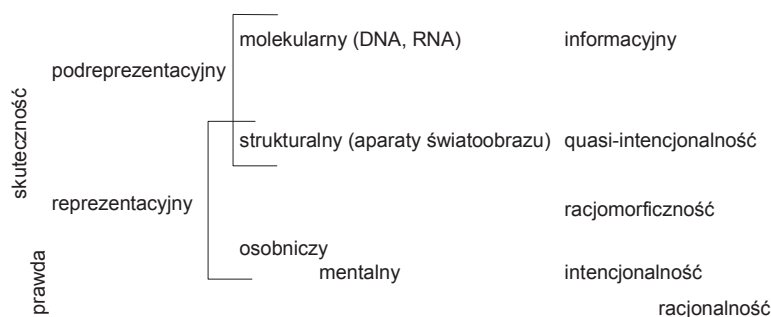 molekularny (DNA, RNA) informacyjny
podreprezentacyjny
skuteczność
strukturalny (aparaty światoobrazu) quasi-intencjonalność
reprezentacyjny
racjomorficzność
osobniczy
mentalny intencjonalność
prawda
racjonalność